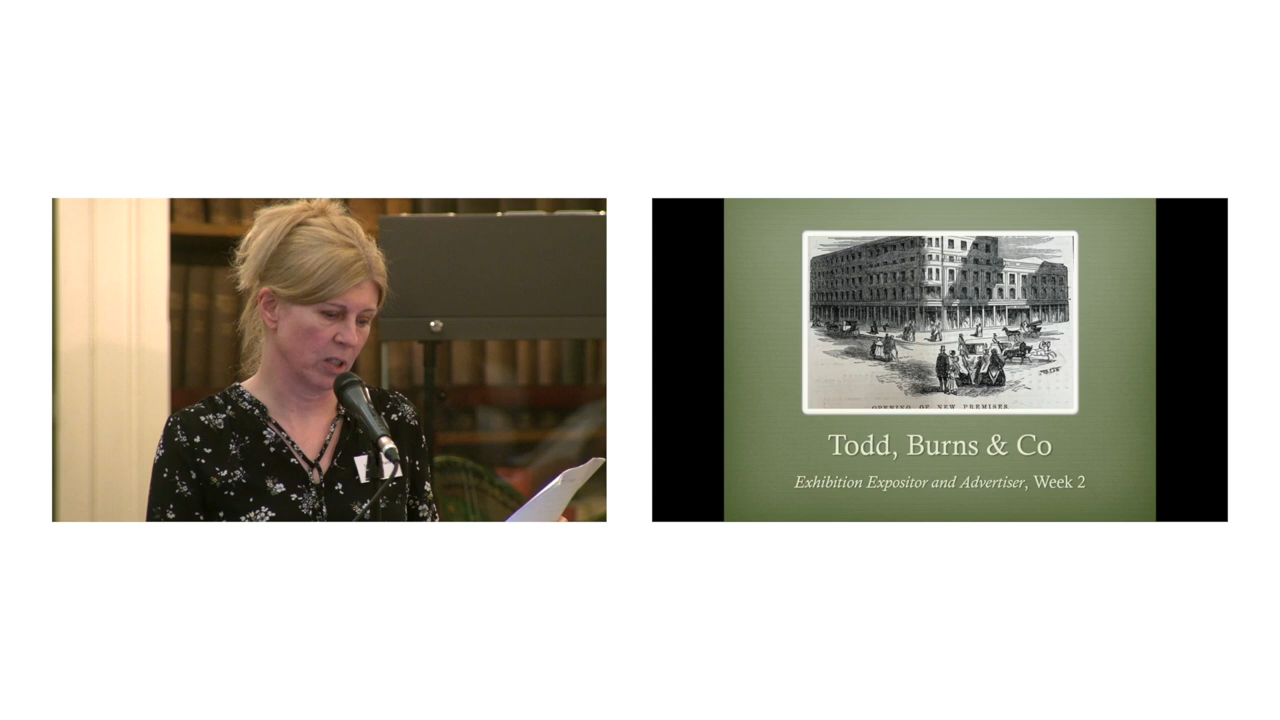 OPENING OF NEW PREMISES.
Todd, Burns & Co
Exhibition Expositor and Advertiser, Week 2